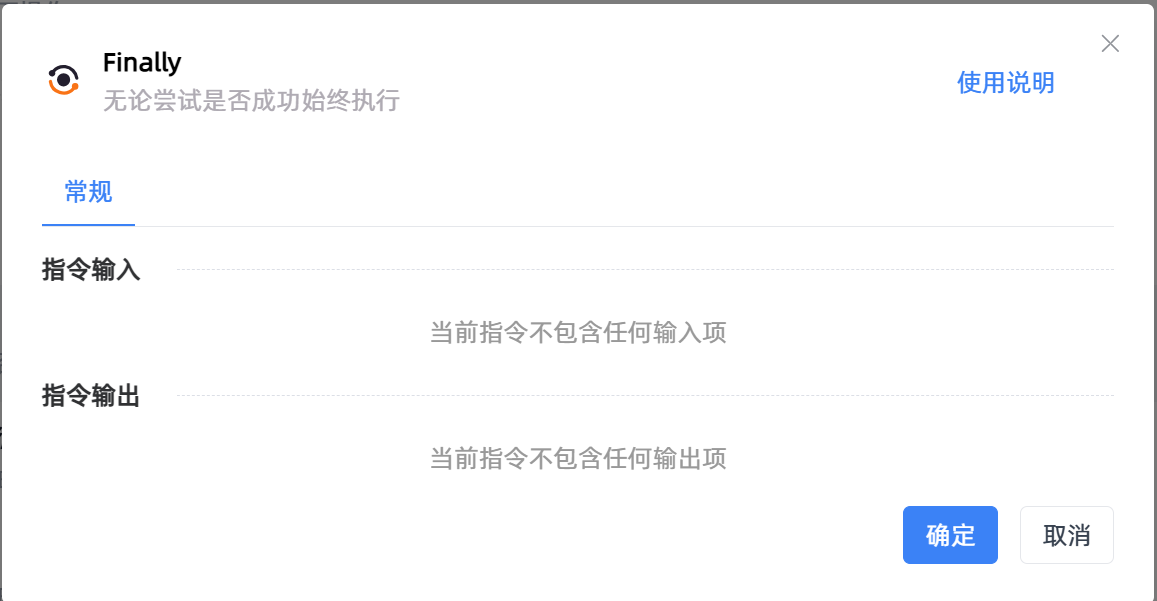 Finally
无论尝试是否成功始终执行
使用说明
常规
指令输入
当前指令不包含任何输入项
指令输出
当前指令不包含任何输出项
确定
取消